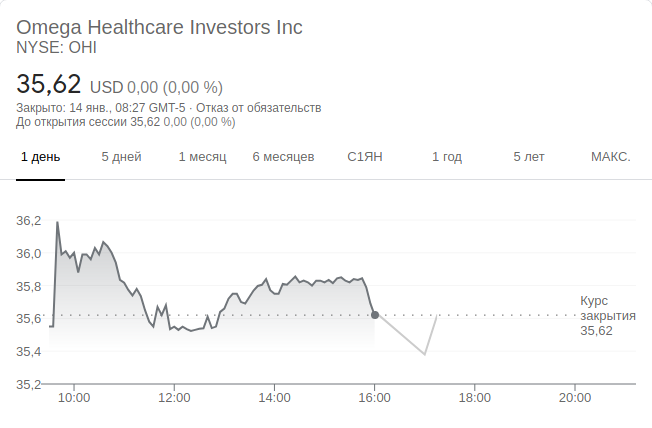 Omega Healthcare Investors Inc
NYSE: OHI
35,62 USD 0,00 (0,00 %)
Закрыто: 14 янв., 08:27 GMT-5 · Отказ от обязательств
До открытия сессии 35,62 0,00 (0,00 %)
1 день 5 дней 1 месяц 6 месяцев С1ЯН 1 год 5 лет МАКС.
36,2
36,0
35,8
35,6
35,4
35,2
Курс
закрытия
35,62
10:00 12:00 14:00 16:00 18:00 20:00